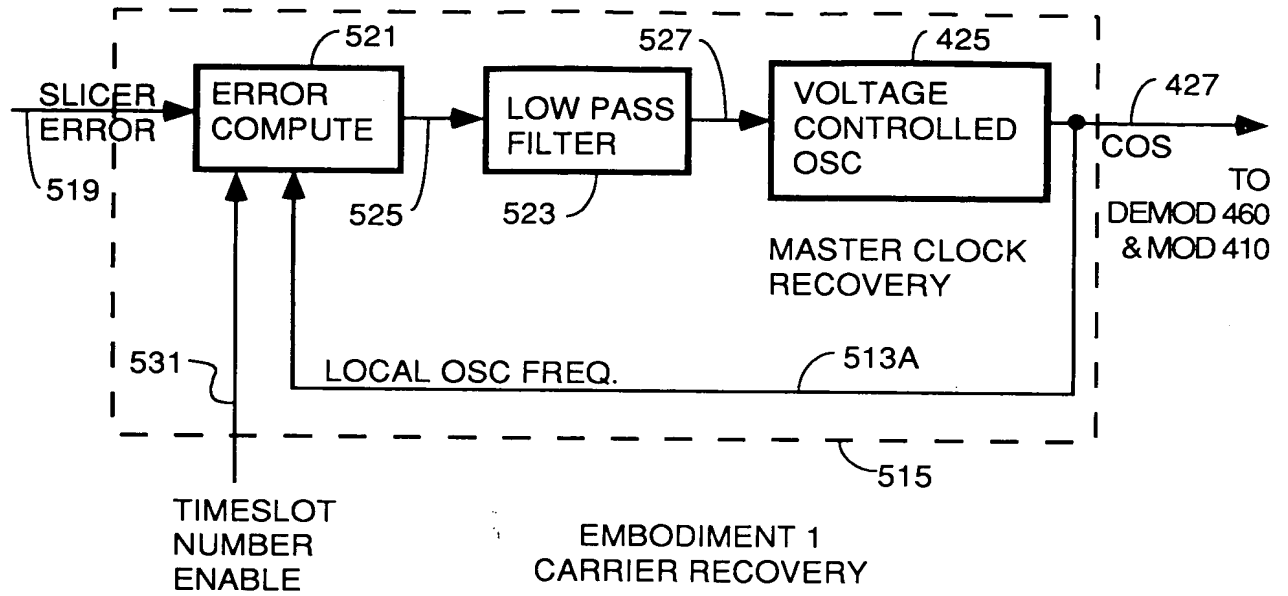 521
527
425
427
SLICER
ERROR
519
ERROR
COMPUTE
525
LOW PASS
FILTER
523
VOLTAGE
CONTROLLED
OSC
COS
TO
DEMOD 460
& MOD 410
MASTER CLOCK
RECOVERY
531
LOCAL OSC FREQ.
513A
515
TIMESLOT
NUMBER
ENABLE
EMBODIMENT 1
CARRIER RECOVERY